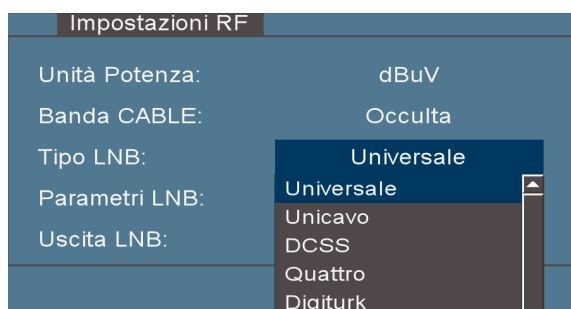 Impostazioni RF
Unità Potenza: dBuV
Banda CABLE: Occulta
Tipo LNB: Universale
Universale
Parametri LNB:
Unicavo
Uscita LNB:
DCSS
Quattro
Digiturk